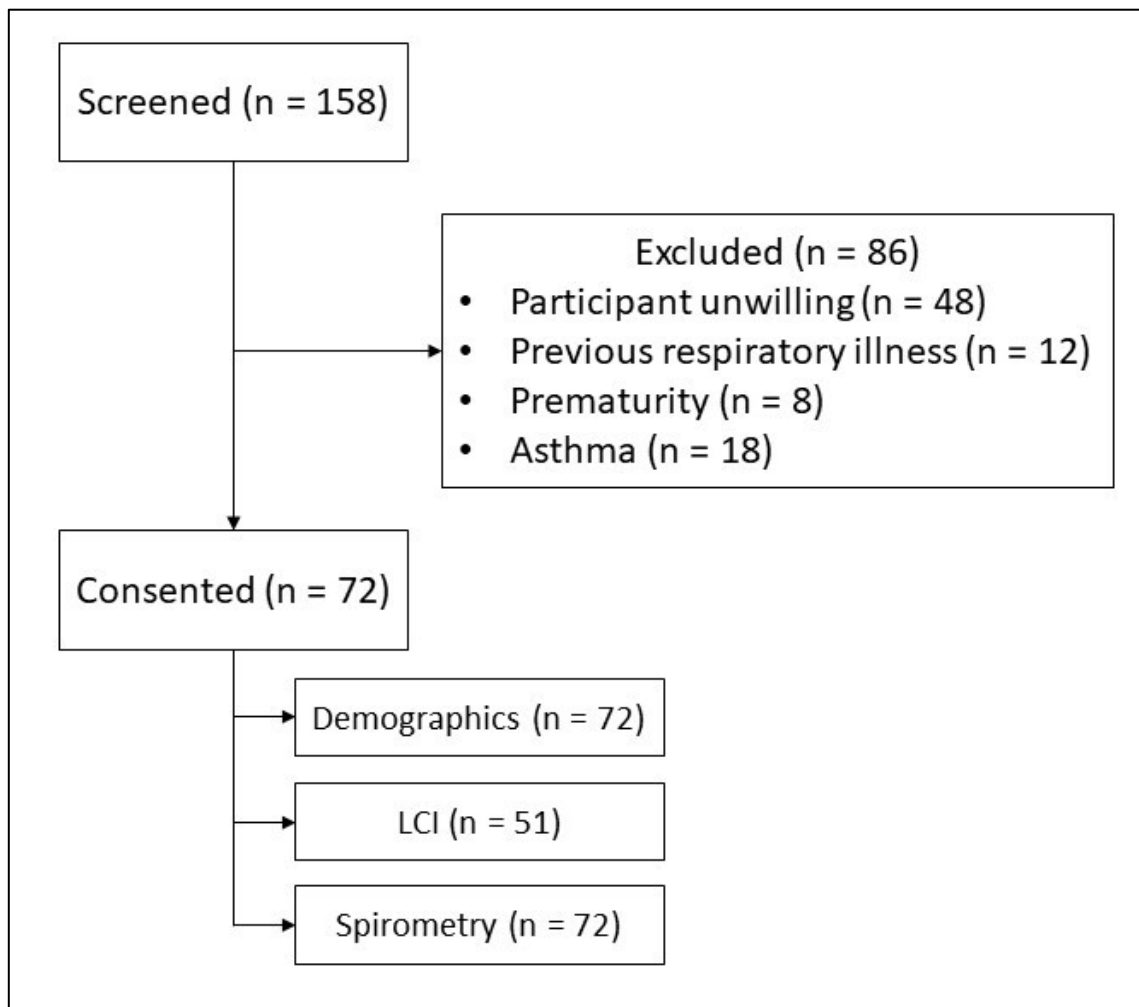 Screened (n = 158)
Excluded (n = 86)
• Participant unwilling (n = 48)
• Previous respiratory illness (n = 12)
• Prematurity (n = 8)
• Asthma (n = 18)
Consented (n = 72)
Demographics (n = 72)
LCI (n = 51)
Spirometry (n = 72)